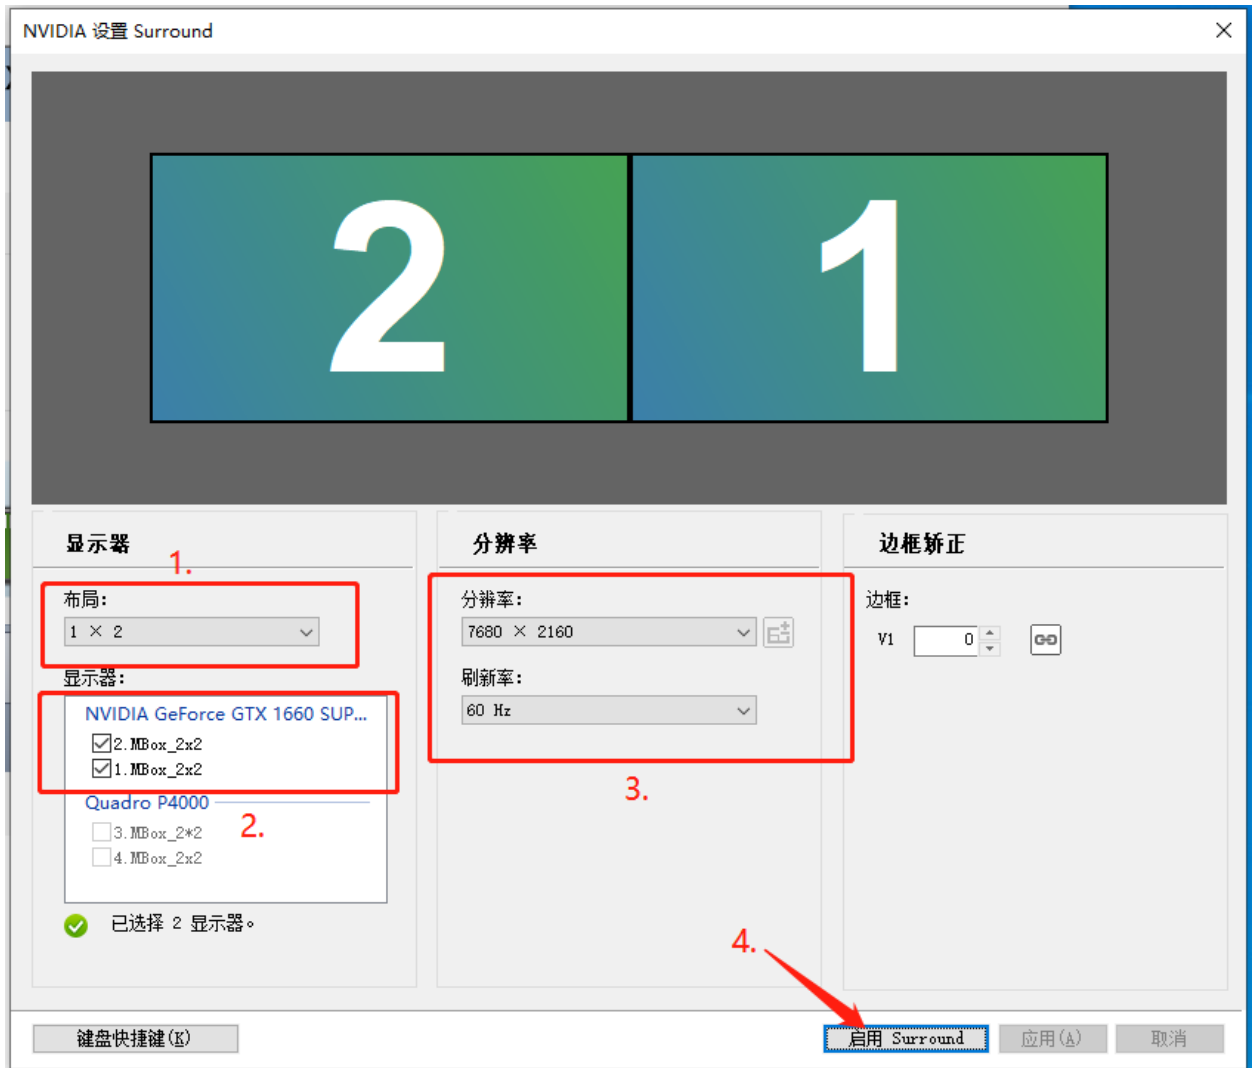 NVIDIA 设置 Surround
2
1
显示器
1.
布局:
1 × 2
显示器:
NVIDIA GeForce GTX 1660 SUP...
2.MBox_2x2
1.MBox_2x2
Quadro P4000
2.
3.MBox_2*2
4.MBox_2x2
已选择 2 显示器。
分辨率
分辨率:
7680 × 2160
刷新率:
60 Hz
3.
边框矫正
边框:
V1 0
4.
键盘快捷键(K)
启用 Surround
应用(A)
取消